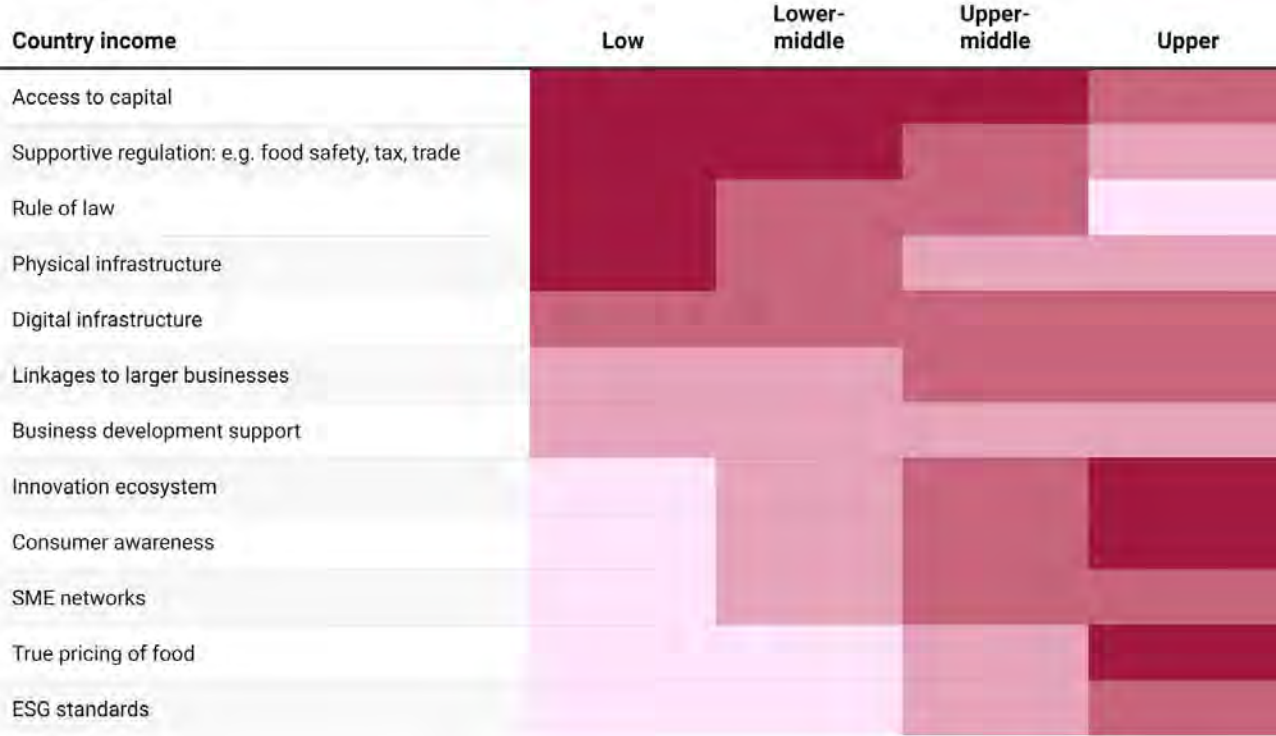 Country income
Low
Lower-
middle
Upper-
middle
Upper
Access to capital
Supportive regulation: e.g. food safety, tax, trade
Rule of law
Physical infrastructure
Digital infrastructure
Linkages to larger businesses
Business development support
Innovation ecosystem
Consumer awareness
SME networks
True pricing of food
ESG standards